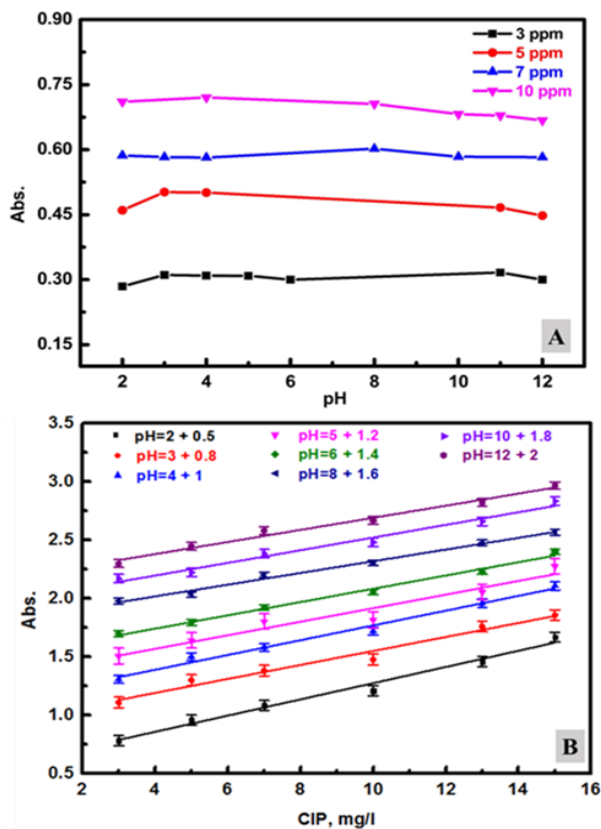 0.90
3 ppm
5 ppm
0.75
7 ppm
10 ppm
0.60
Abs.
0.45
0.30
0.15
A
2 4 6 8 10 12
pH
3.5
pH=2 + 0.5 pH=5 + 1.2 pH=10 + 1.8
pH=3 + 0.8 pH=6 + 1.4 pH=12 + 2
pH=4 + 1 pH=8 + 1.6
3.0
2.5
Abs.
2.0
1.5
1.0
B
0.5
2 4 6 8 10 12 14 16
CIP, mg/l